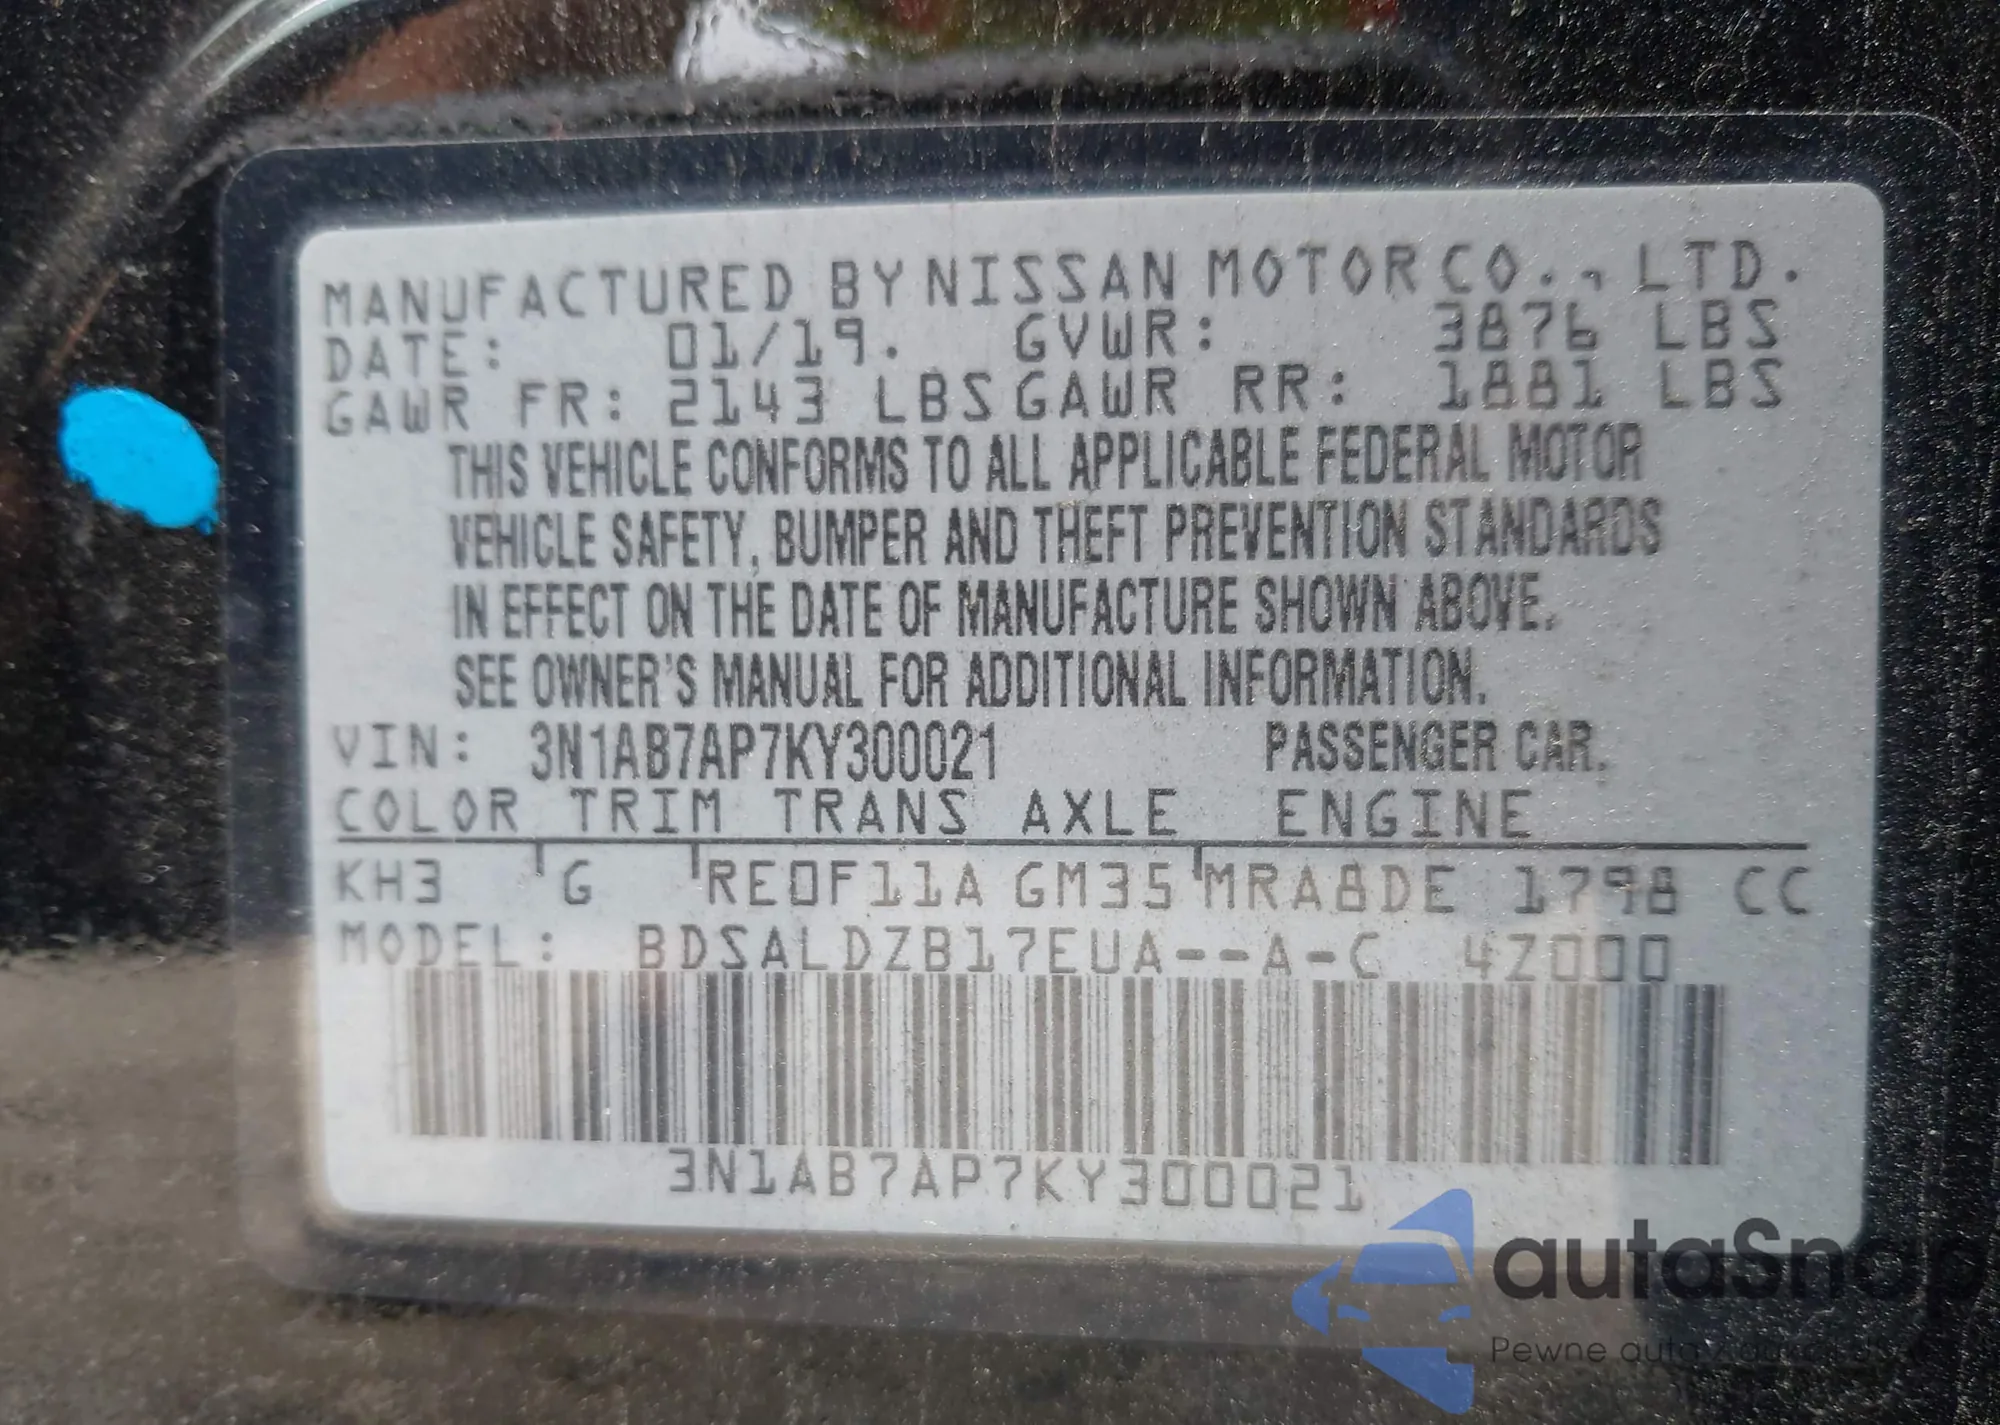 MANUFACTURED BY NISSAN MOTOR CO., LTD.
DATE: 01/19. GVWR: 3876 LBS
GAWR FR: 2143 LBS GAWR RR: 1881 LBS
THIS VEHICLE CONFORMS TO ALL APPLICABLE FEDERAL MOTOR
VEHICLE SAFETY, BUMPER AND THEFT PREVENTION STANDARDS
IN EFFECT ON THE DATE OF MANUFACTURE SHOWN ABOVE.
SEE OWNER'S MANUAL FOR ADDITIONAL INFORMATION.
VIN: 3N1AB7AP7KY300021 PASSENGER CAR.
COLOR TRIM TRANS AXLE ENGINE
KH3 G RE0F11A GM35 MRA8DE 1798 CC
MODEL: BDSALDZB17EUA--A-C 4Z000
3N1AB7AP7KY300021
autaSnap
Pewne auta z